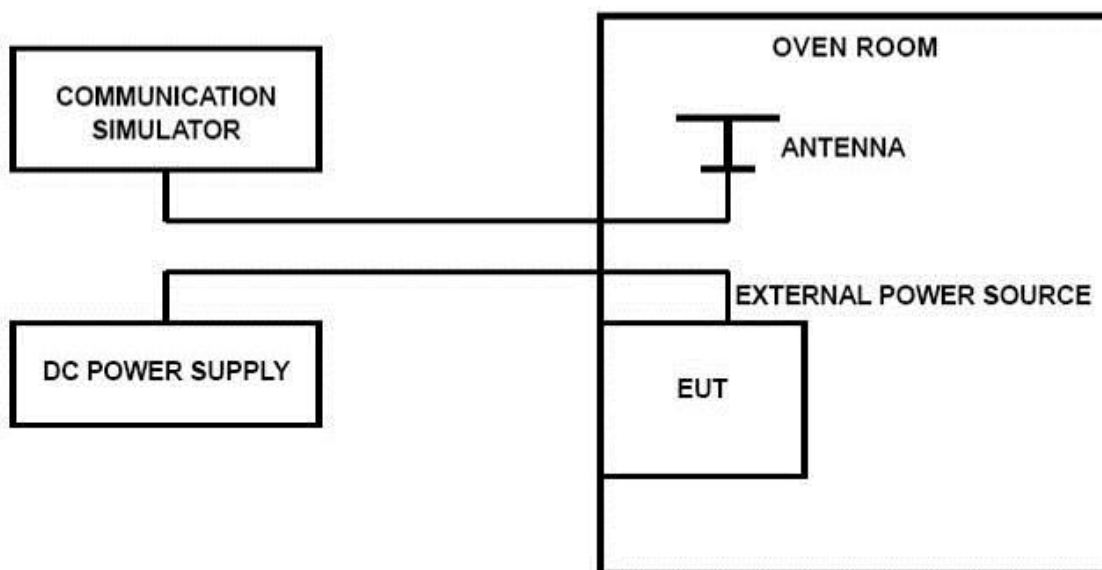 OVEN ROOM
COMMUNICATION
SIMULATOR
ANTENNA
EXTERNAL POWER SOURCE
DC POWER SUPPLY
EUT